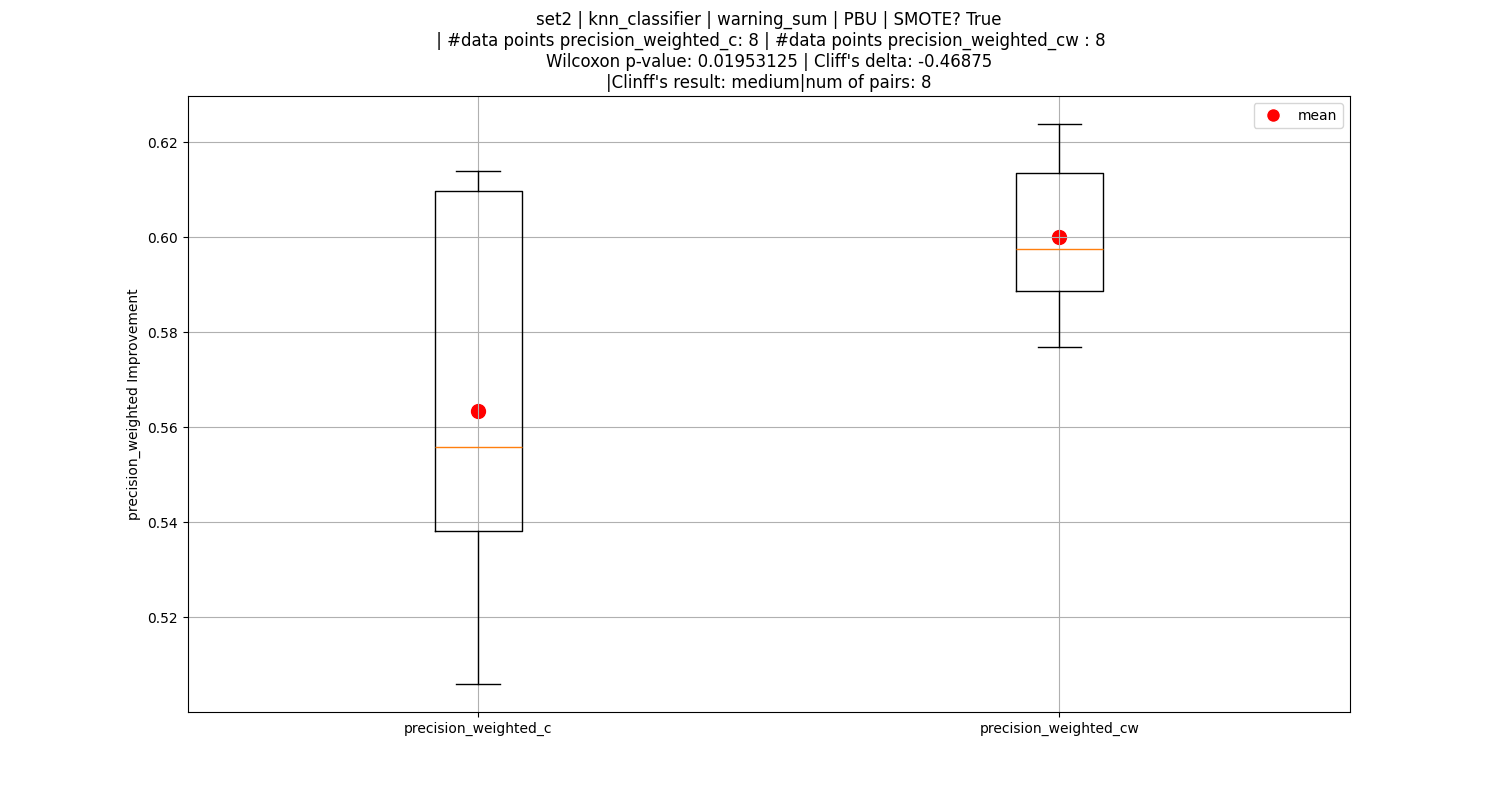 set2 | knn_classifier | warning_sum | PBU | SMOTE? True
| #data points precision_weighted_c: 8 | #data points precision_weighted_cw : 8
Wilcoxon p-value: 0.01953125 | Cliff's delta: -0.46875
|Clinff's result: medium|num of pairs: 8
mean
0.62
0.60
0.58
0.56
0.54
0.52
precision_weighted Improvement
precision_weighted_c
precision_weighted_cw